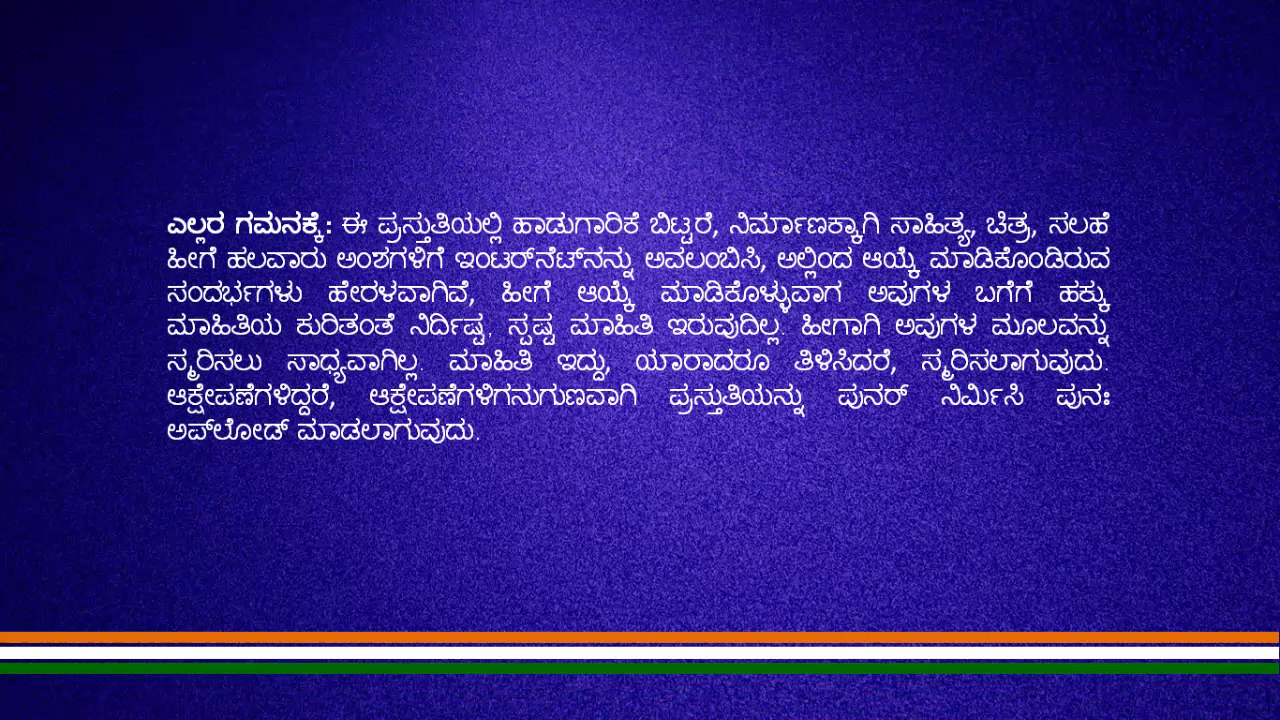 ಎಲ್ಲರ ಗಮನಕ್ಕೆ: ಈ ಪ್ರಸ್ತುತಿಯಲ್ಲಿ ಹಾಡುಗಾರಿಕೆ ಬಿಟ್ಟರೆ, ನಿರ್ಮಾಣಕ್ಕಾಗಿ ಸಾಹಿತ್ಯ, ಚಿತ್ರ, ಸಲಹೆ
ಹೀಗೆ ಹಲವಾರು ಅಂಶಗಳಿಗೆ ಇಂಟರ್‌ನೆಟ್‌ನನ್ನು ಅವಲಂಬಿಸಿ, ಅಲ್ಲಿಂದ ಆಯ್ಕೆ ಮಾಡಿಕೊಂಡಿರುವ
ಸಂದರ್ಭಗಳು ಹೇರಳವಾಗಿವೆ, ಹೀಗೆ ಆಯ್ಕೆ ಮಾಡಿಕೊಳ್ಳುವಾಗ ಅವುಗಳ ಬಗೆಗೆ ಹಕ್ಕು
ಮಾಹಿತಿಯ ಕುರಿತಂತೆ ನಿರ್ದಿಷ್ಟ. ಸ್ಪಷ್ಟ ಮಾಹಿತಿ ಇರುವುದಿಲ್ಲ. ಹೀಗಾಗಿ ಅವುಗಳ ಮೂಲವನ್ನು
ಸ್ಮರಿಸಲು ಸಾಧ್ಯವಾಗಿಲ್ಲ. ಮಾಹಿತಿ ಇದ್ದು, ಯಾರಾದರೂ ತಿಳಿಸಿದರೆ, ಸ್ಮರಿಸಲಾಗುವುದು.
ಆಕ್ಷೇಪಣೆಗಳಿದ್ದರೆ, ಆಕ್ಷೇಪಣೆಗಳಿಗನುಗುಣವಾಗಿ ಪ್ರಸ್ತುತಿಯನ್ನು ಪುನರ್ ನಿರ್ಮಿಸಿ ಪುನಃ
ಅಪ್‌ಲೋಡ್ ಮಾಡಲಾಗುವುದು.